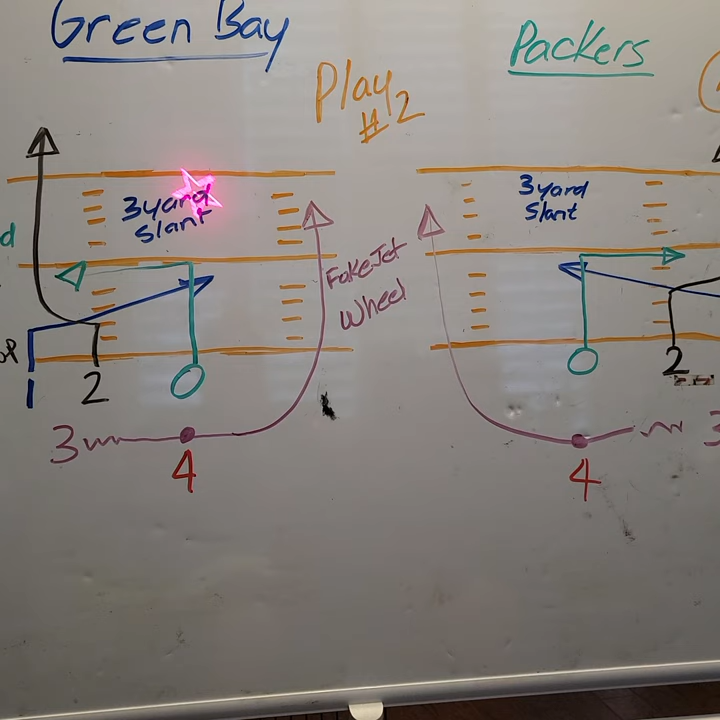 Green Bay
Packers
Play
#2
3 yard
Slant
3 yard
Slant
Fake Jet
Wheel
1
2
2
3
4
4